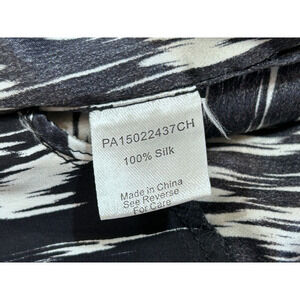 PA15022437CH
100% Silk
Made in China
See Reverse
For Care